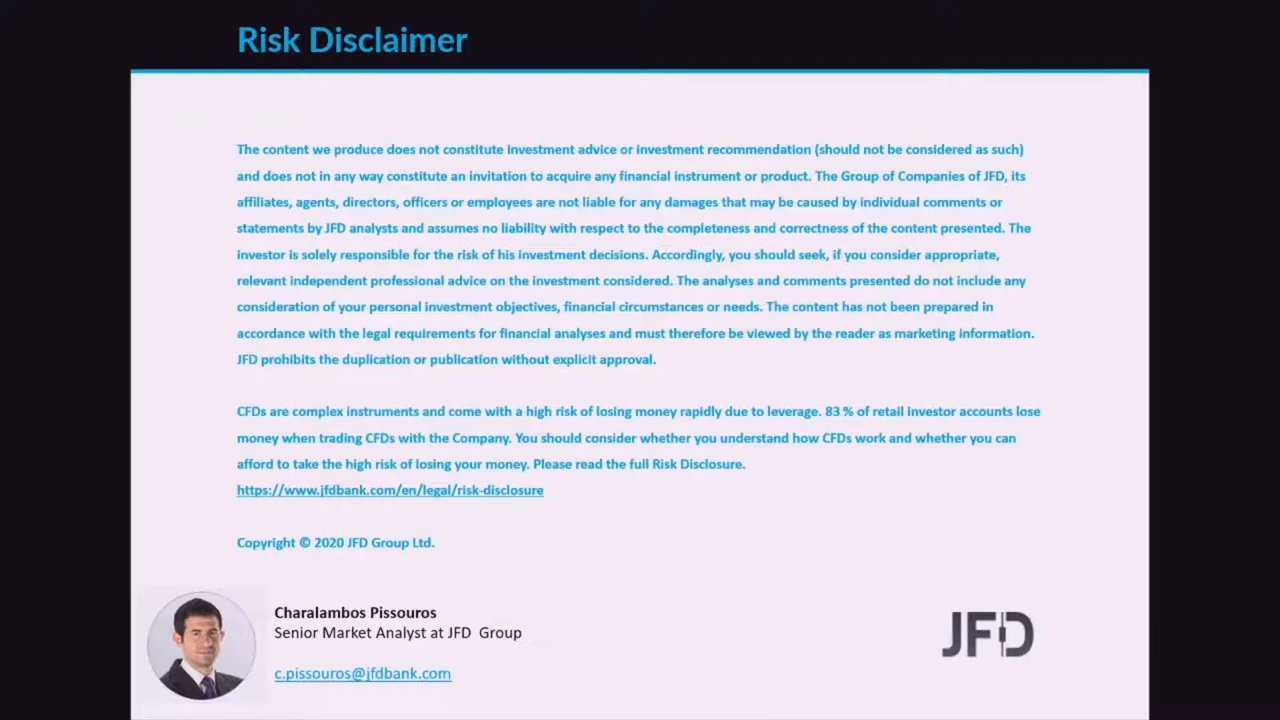 Risk Disclaimer
The content we produce does not constitute investment advice or investment recommendation (should not be considered as such)
and does not in any way constitute an invitation to acquire any financial instrument or product. The Group of Companies of JFD, its
affiliates, agents, directors, officers or employees are not liable for any damages that may be caused by individual comments or
statements by JFD analysts and assumes no liability with respect to the completeness and correctness of the content presented. The
investor is solely responsible for the risk of his investment decisions. Accordingly, you should seek, if you consider appropriate,
relevant independent professional advice on the investment considered. The analyses and comments presented do not include any
consideration of your personal investment objectives, financial circumstances or needs. The content has not been prepared in
accordance with the legal requirements for financial analyses and must therefore be viewed by the reader as marketing information.
JFD prohibits the duplication or publication without explicit approval.
CFDs are complex instruments and come with a high risk of losing money rapidly due to leverage. 83 % of retail investor accounts lose
money when trading CFDs with the Company. You should consider whether you understand how CFDs work and whether you can
afford to take the high risk of losing your money. Please read the full Risk Disclosure.
https://www.jfdbank.com/en/legal/risk-disclosure
Copyright © 2020 JFD Group Ltd.
Charalambos Pissouros
Senior Market Analyst at JFD Group
c.pissouros@jfdbank.com
JFD